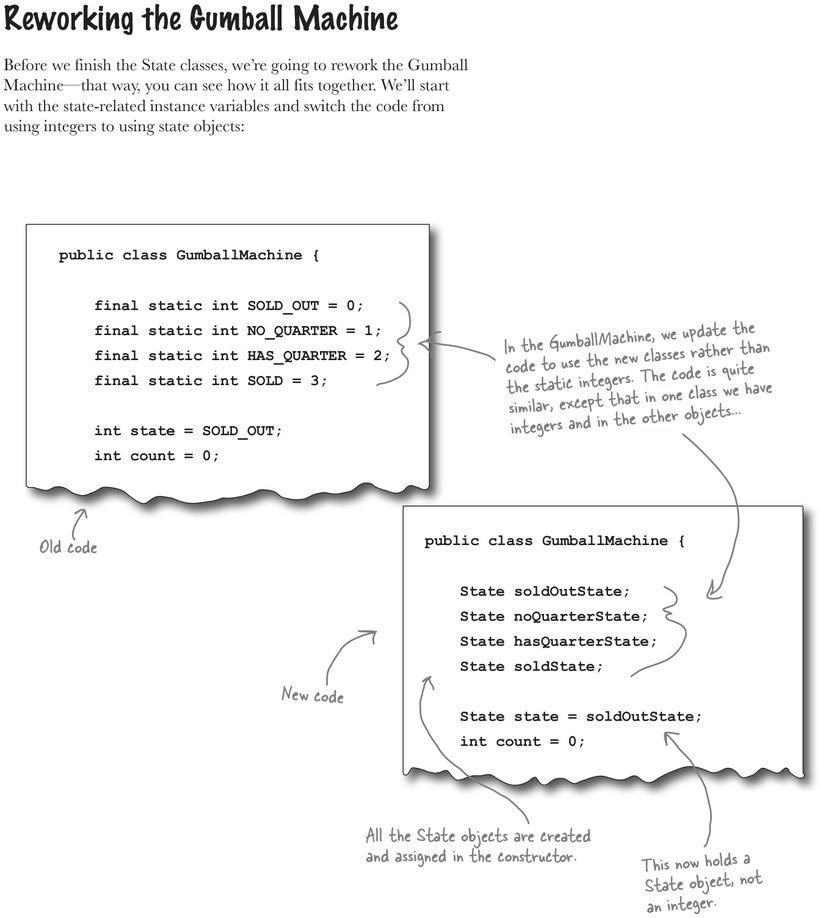 Reworking the Gumball Machine
Before we finish the State classes, we’re going to rework the Gumball
Machine—that way, you can see how it all fits together. We’ll start
with the state-related instance variables and switch the code from
using integers to using state objects:
public class GumballMachine {
final static int SOLD_OUT = 0;
final static int NO_QUARTER = 1;
final static int HAS_QUARTER = 2;
final static int SOLD = 3;
int state = SOLD_OUT;
int count = 0;
Old code
In the GumballMachine, we update the
code to use the new classes rather than
the static integers. The code is quite
similar, except that in one class we have
integers and in the other objects...
public class GumballMachine {
State soldOutState;
State noQuarterState;
State hasQuarterState;
State soldState;
State state = soldOutState;
int count = 0;
New code
All the State objects are created
and assigned in the constructor.
This now holds a
State object, not
an integer.